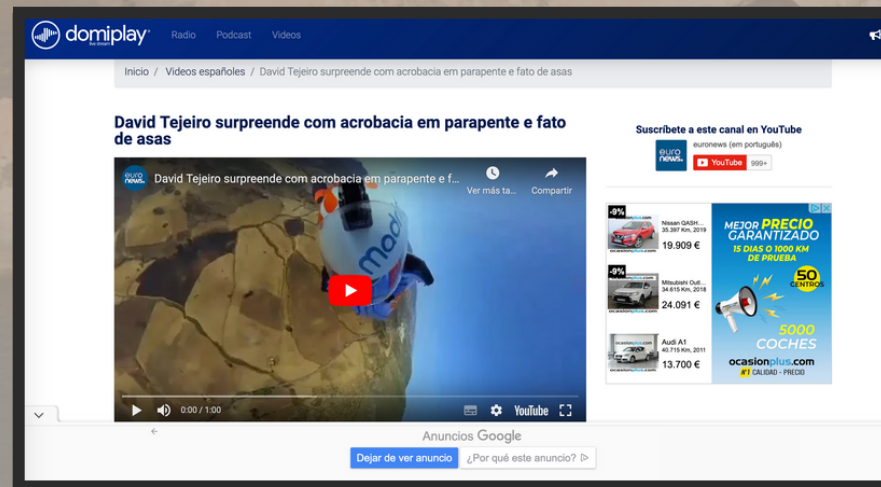 domiplay
live stream
Radio
Podcast
Videos
Inicio / Videos españoles / David Tejeiro surpreende com acrobacia em parapente e fato de asas
David Tejeiro surpreende com acrobacia em parapente e fato
de asas
euro
news.
David Tejeiro surpreende com acrobacia em parapente e f...
Ver más ta...
Compartir
madrid
0:00 / 1:00
YouTube
Suscríbete a este canal en YouTube
euro
news.
euronews (em português)
YouTube 999+
-9%
Nissan QASH...
35.397 Km, 2019
19.909 €
-9%
Mitsubishi Outl...
34.615 Km, 2018
24.091 €
Audi A1
40.715 Km, 2011
13.700 €
MEJOR PRECIO
GARANTIZADO
15 DIAS O 1000 KM
DE PRUEBA
50
CENTROS
5000
COCHES
ocasionplus.com
Nº1 CALIDAD - PRECIO
Anuncios Google
Dejar de ver anuncio
¿Por qué este anuncio?